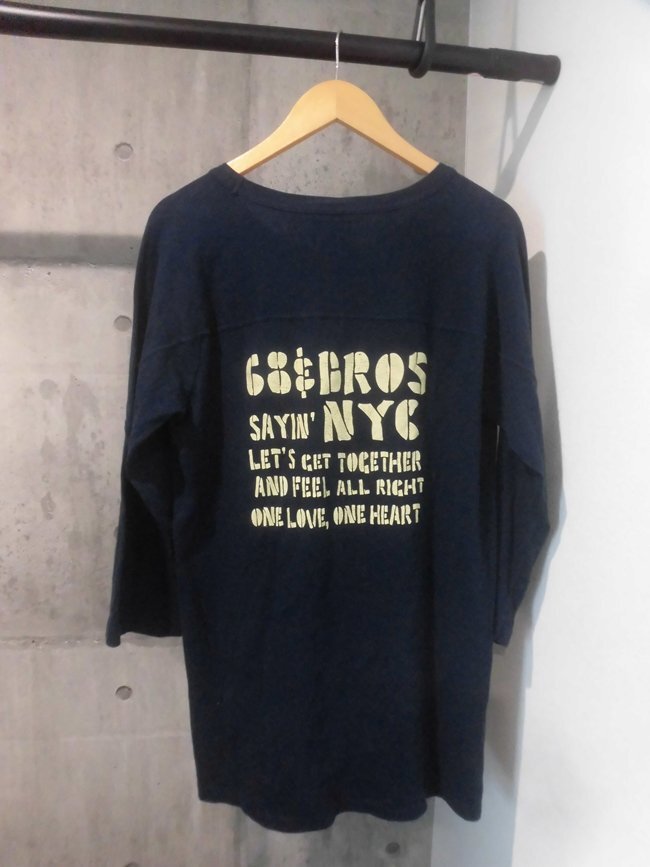 68&BROS
SAYIN' NYC
LET'S GET TOGETHER
AND FEEL ALL RIGHT
ONE LOVE, ONE HEART